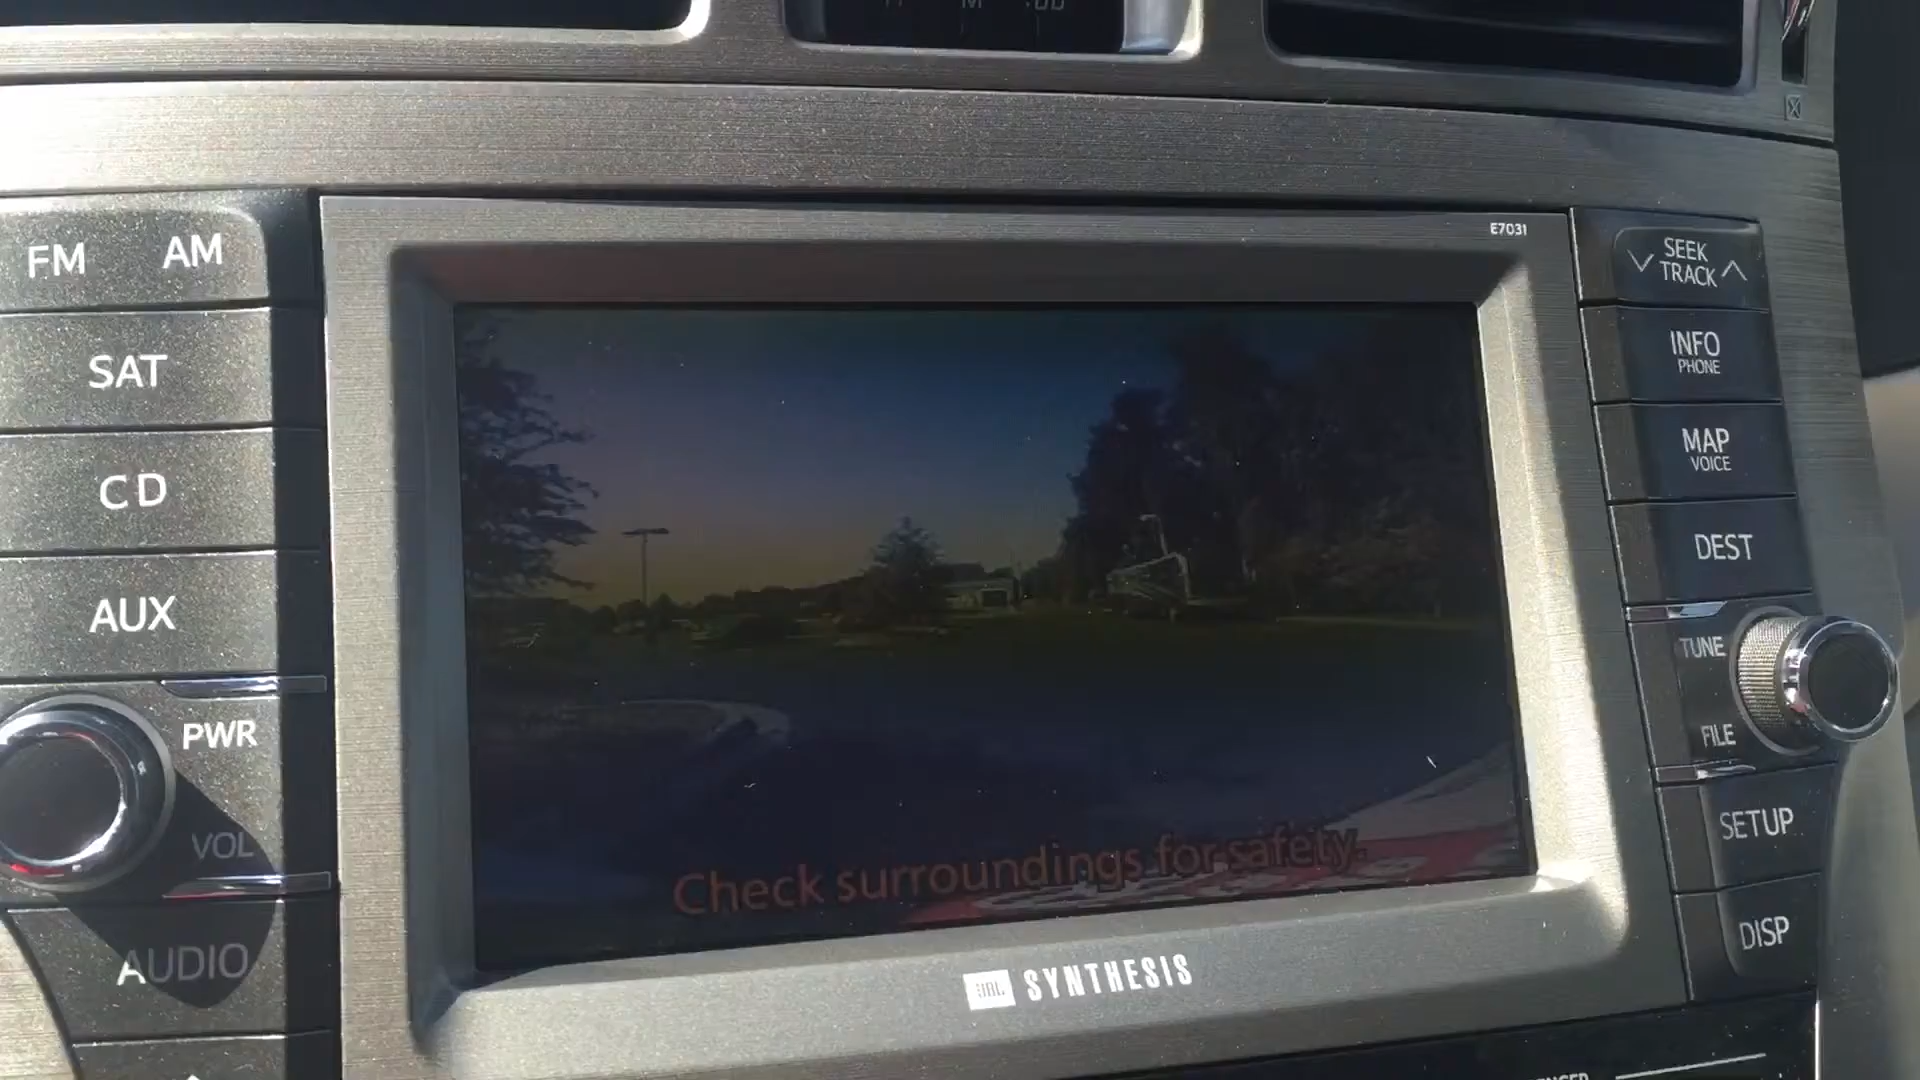 E7031
FM AM
SAT
CD
AUX
PWR
VOL
AUDIO
Check surroundings for safety.
JBL SYNTHESIS
SEEK
TRACK
INFO
PHONE
MAP
VOICE
DEST
TUNE
FILE
SETUP
DISP